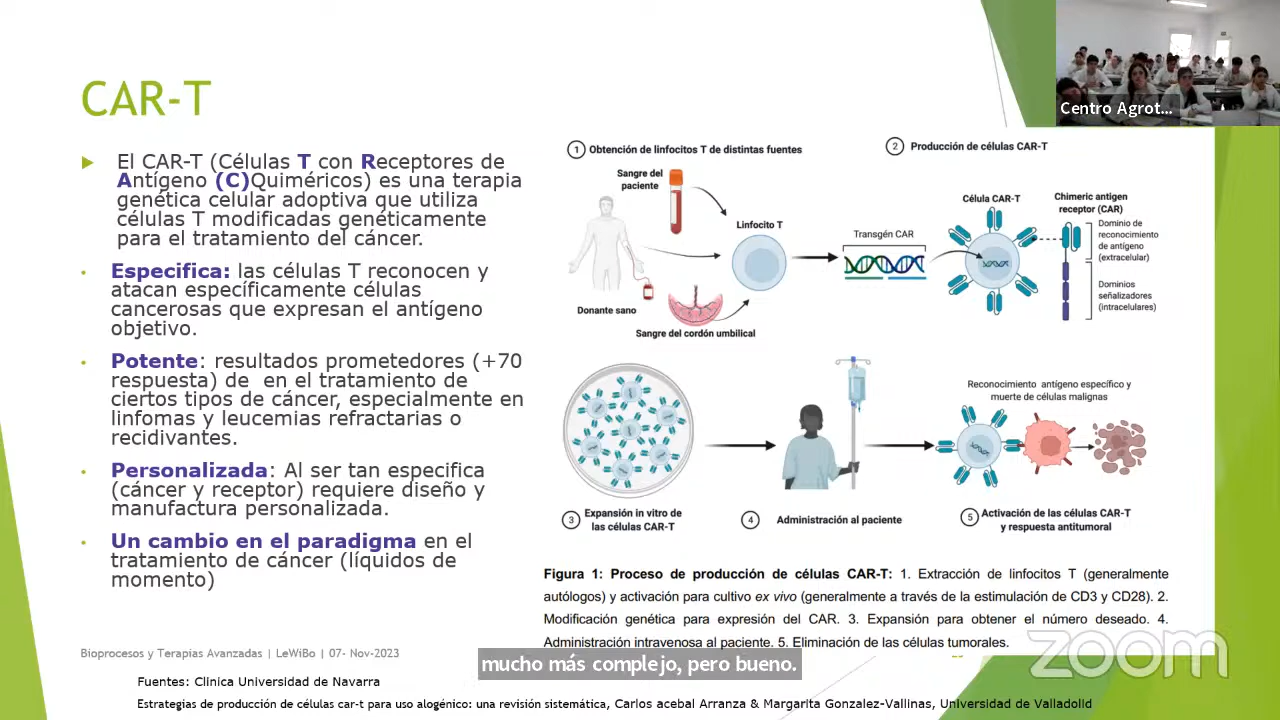 CAR-T
El CAR-T (Células T con Receptores de
Antígeno (C)Quiméricos) es una terapia
genética celular adoptiva que utiliza
células T modificadas genéticamente
para el tratamiento del cáncer.
Especifica: las células T reconocen y
atacan específicamente células
cancerosas que expresan el antígeno
objetivo.
Potente: resultados prometedores (+70
respuesta) de en el tratamiento de
ciertos tipos de cáncer, especialmente en
linfomas y leucemias refractarias o
recidivantes.
Personalizada: Al ser tan especifica
(cáncer y receptor) requiere diseño y
manufactura personalizada.
Un cambio en el paradigma en el
tratamiento de cáncer (líquidos de
momento)
1 Obtención de linfocitos T de distintas fuentes
Sangre del
paciente
Linfocito T
Donante sano
Sangre del cordón umbilical
Transgén CAR
2 Producción de células CAR-T
Célula CAR-T
Chimeric antigen
receptor (CAR)
Dominio de
reconocimiento
de antígeno
(extracelular)
Dominios
señalizadores
(intracelulares)
3 Expansión in vitro de
las células CAR-T
4 Administración al paciente
Reconocimiento antígeno específico y
muerte de células malignas
5 Activación de las células CAR-T
y respuesta antitumoral
Figura 1: Proceso de producción de células CAR-T: 1. Extracción de linfocitos T (generalmente
autólogos) y activación para cultivo ex vivo (generalmente a través de la estimulación de CD3 y CD28). 2.
Modificación genética para expresión del CAR. 3. Expansión para obtener el número deseado. 4.
Administración intravenosa al paciente. 5. Eliminación de las células tumorales.
Bioprocesos y Terapias Avanzadas | LeWiBo | 07- Nov-2023
mucho más complejo, pero bueno.
Fuentes: Clinica Universidad de Navarra
Estrategias de producción de células car-t para uso alogénico: una revisión sistemática, Carlos acebal Arranza & Margarita Gonzalez-Vallinas, Universidad de Valladolid
Centro Agrot...
zoom